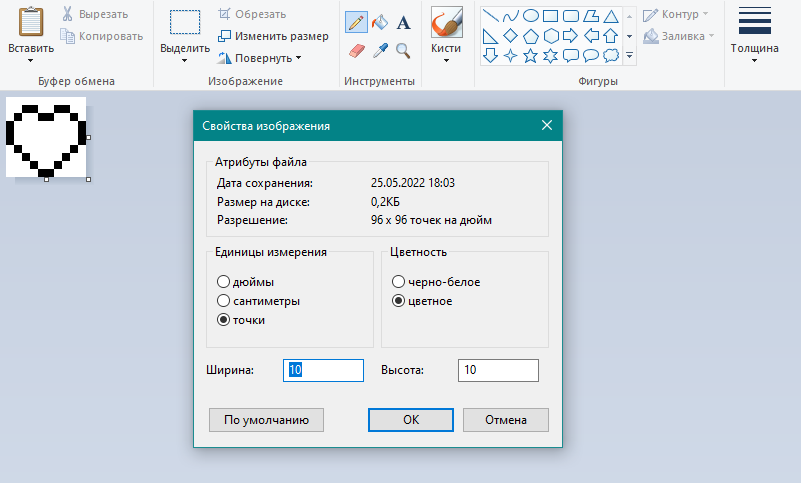 Вставить
Вырезать
Копировать
Буфер обмена
Выделить
Обрезать
Изменить размер
Повернуть
Изображение
A
Инструменты
Кисти
Фигуры
Контур
Заливка
Толщина
Свойства изображения
Атрибуты файла
Дата сохранения: 25.05.2022 18:03
Размер на диске: 0,2КБ
Разрешение: 96 x 96 точек на дюйм
Единицы измерения
дюймы
сантиметры
точки
Цветность
черно-белое
цветное
Ширина: 10 Высота: 10
По умолчанию ОК Отмена